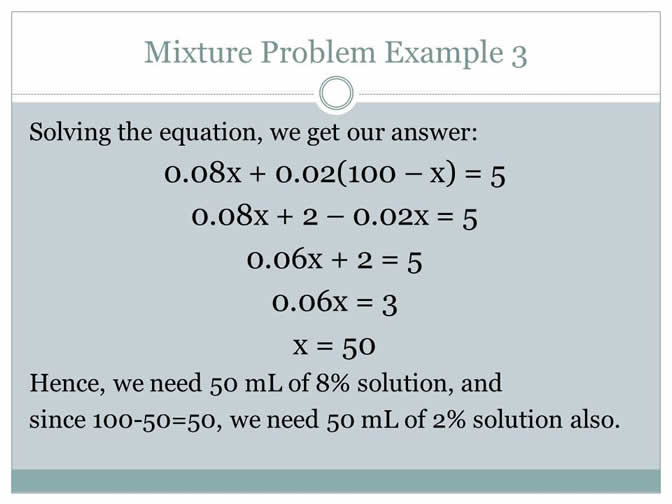 Mixture Problem Example 3
Solving the equation, we get our answer:
0.08x + 0.02(100 – x) = 5
0.08x + 2 – 0.02x = 5
0.06x + 2 = 5
0.06x = 3
x = 50
Hence, we need 50 mL of 8% solution, and
since 100-50=50, we need 50 mL of 2% solution also.